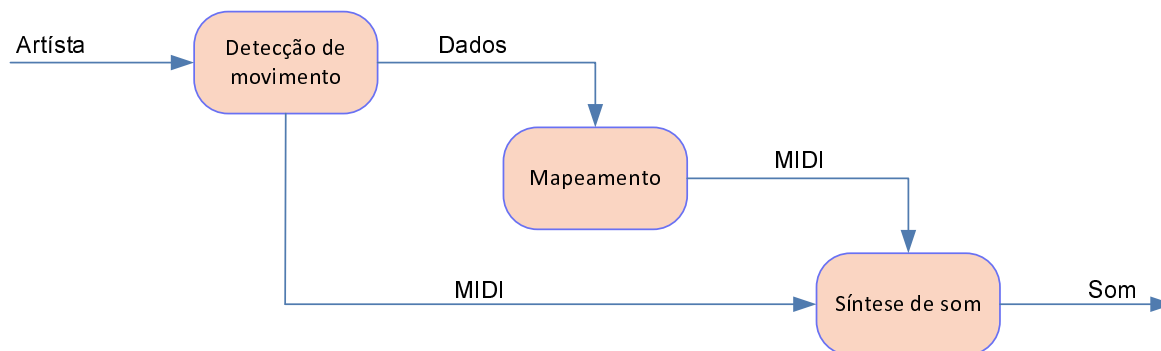 Artísta
Detecção de
movimento
Dados
Mapeamento
MIDI
MIDI
Síntese de som
Som